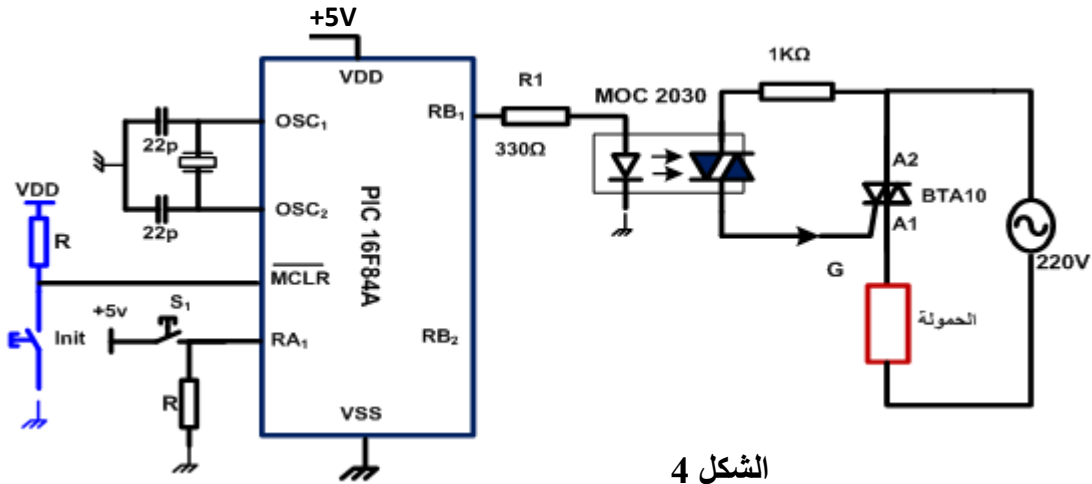 +5V
VDD
1KΩ
R1
MOC 2030
RB₁
OSC₁
22p
330Ω
A2
BTA10
A1
PIC 16F84A
VDD
OSC₂
22p
R
G
220V
MCLR
+5v
S₁
الحمولة
Init
RA₁
RB₂
R
VSS
الشكل 4